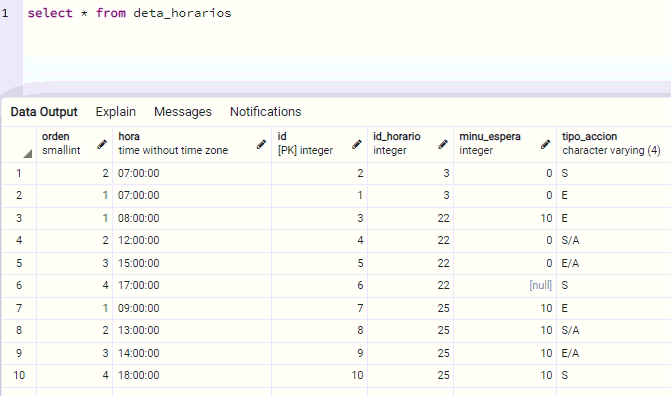 1 select * from deta_horarios
Data Output Explain Messages Notifications
orden hora id id_horario minu_espera tipo_accion
smallint time without time zone [PK] integer integer integer character varying (4)
1 2 07:00:00 2 3 0 S
2 1 07:00:00 1 3 0 E
3 1 08:00:00 3 22 10 E
4 2 12:00:00 4 22 0 S/A
5 3 15:00:00 5 22 0 E/A
6 4 17:00:00 6 22 [null] S
7 1 09:00:00 7 25 10 E
8 2 13:00:00 8 25 10 S/A
9 3 14:00:00 9 25 10 E/A
10 4 18:00:00 10 25 10 S